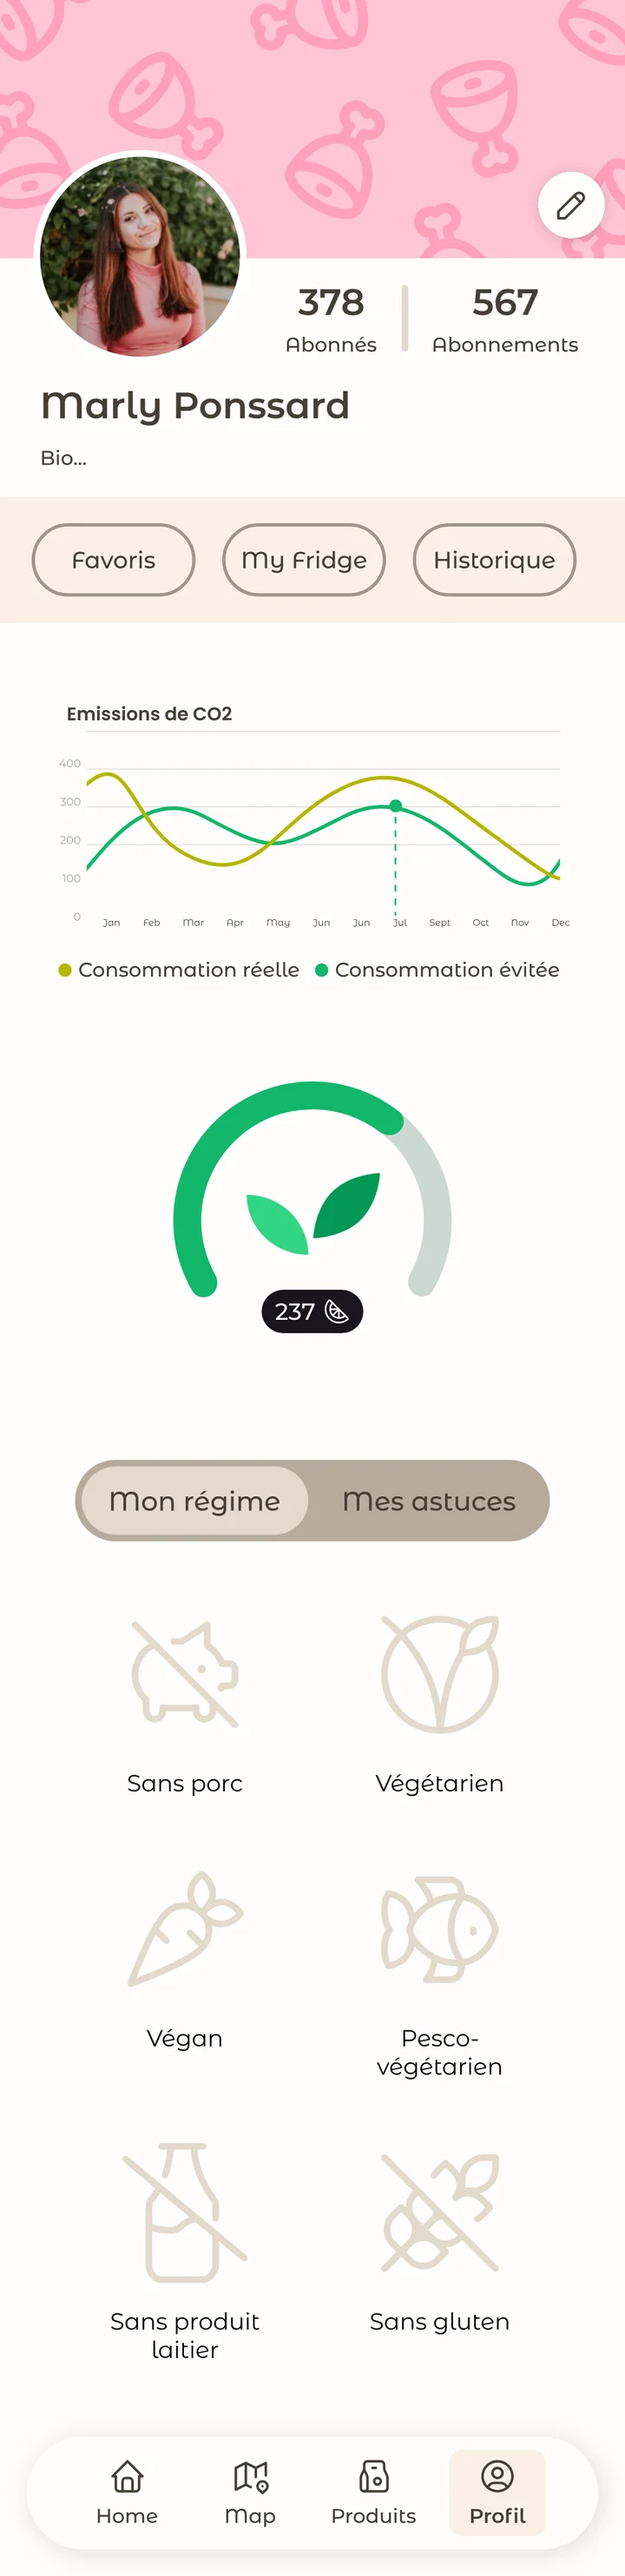 378
567
Abonnés
Abonnements
Marly Ponssard
Bio...
Favoris
My Fridge
Historique
Emissions de CO2
400
300
200
100
0
Jan Feb Mar Apr May Jun Jun Jul Sept Oct Nov Dec
Consommation réelle
Consommation évitée
237
Mon régime
Mes astuces
Sans porc
Végétarien
Végan
Pesco-
végétarien
Sans produit
laitier
Sans gluten
Home
Map
Produits
Profil